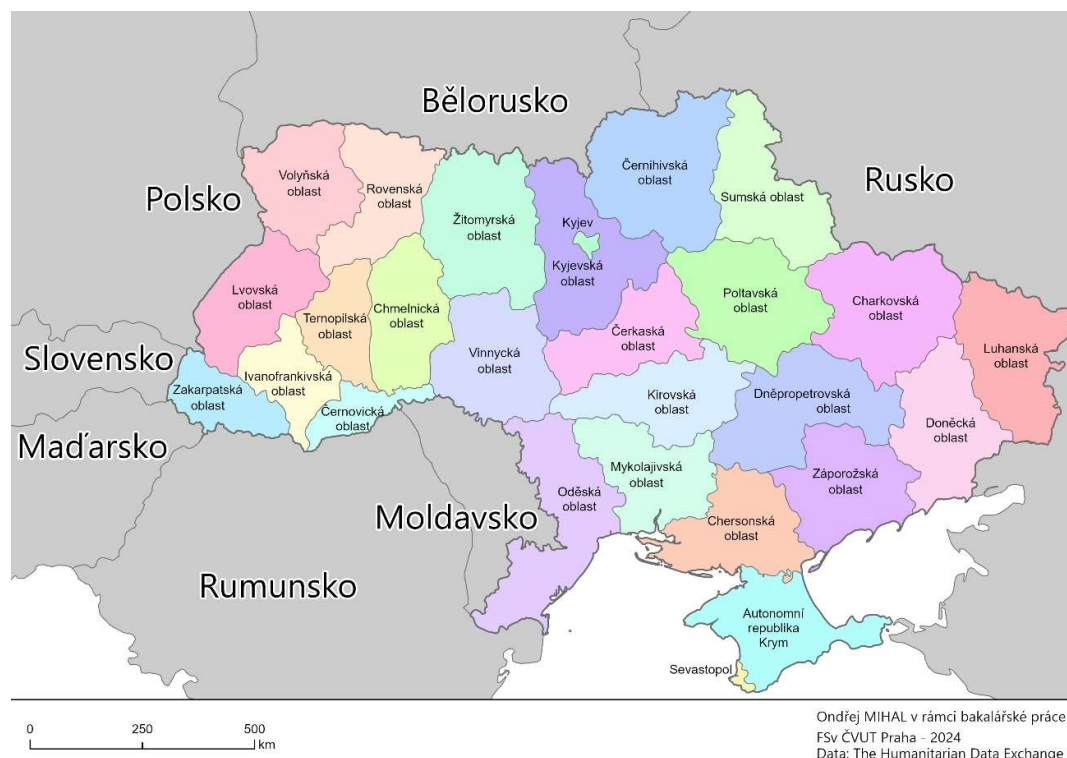 Bělorusko
Rusko
Polsko
Slovensko
Maďarsko
Moldavsko
Rumunsko
Volyňská
oblast
Rovenská
oblast
Žitomyrská
oblast
Kyjev
Kyjevská
oblast
Černihivská
oblast
Sumská oblast
Lvovská
oblast
Ternopilská
oblast
Chmelnická
oblast
Vinnycká
oblast
Čerkaská
oblast
Poltavská
oblast
Charkovská
oblast
Luhanská
oblast
Zakarpatská
oblast
Ivanofrankivská
oblast
Černovická
oblast
Kirovská
oblast
Dněpropetrovská
oblast
Doněcká
oblast
Oděská
oblast
Mykolajivská
oblast
Záporožská
oblast
Chersonská
oblast
Autonomní
republika
Krym
Sevastopol
0 250 500
km
Ondřej MIHAL v rámci bakalářské práce
FSv ČVUT Praha - 2024
Data: The Humanitarian Data Exchange